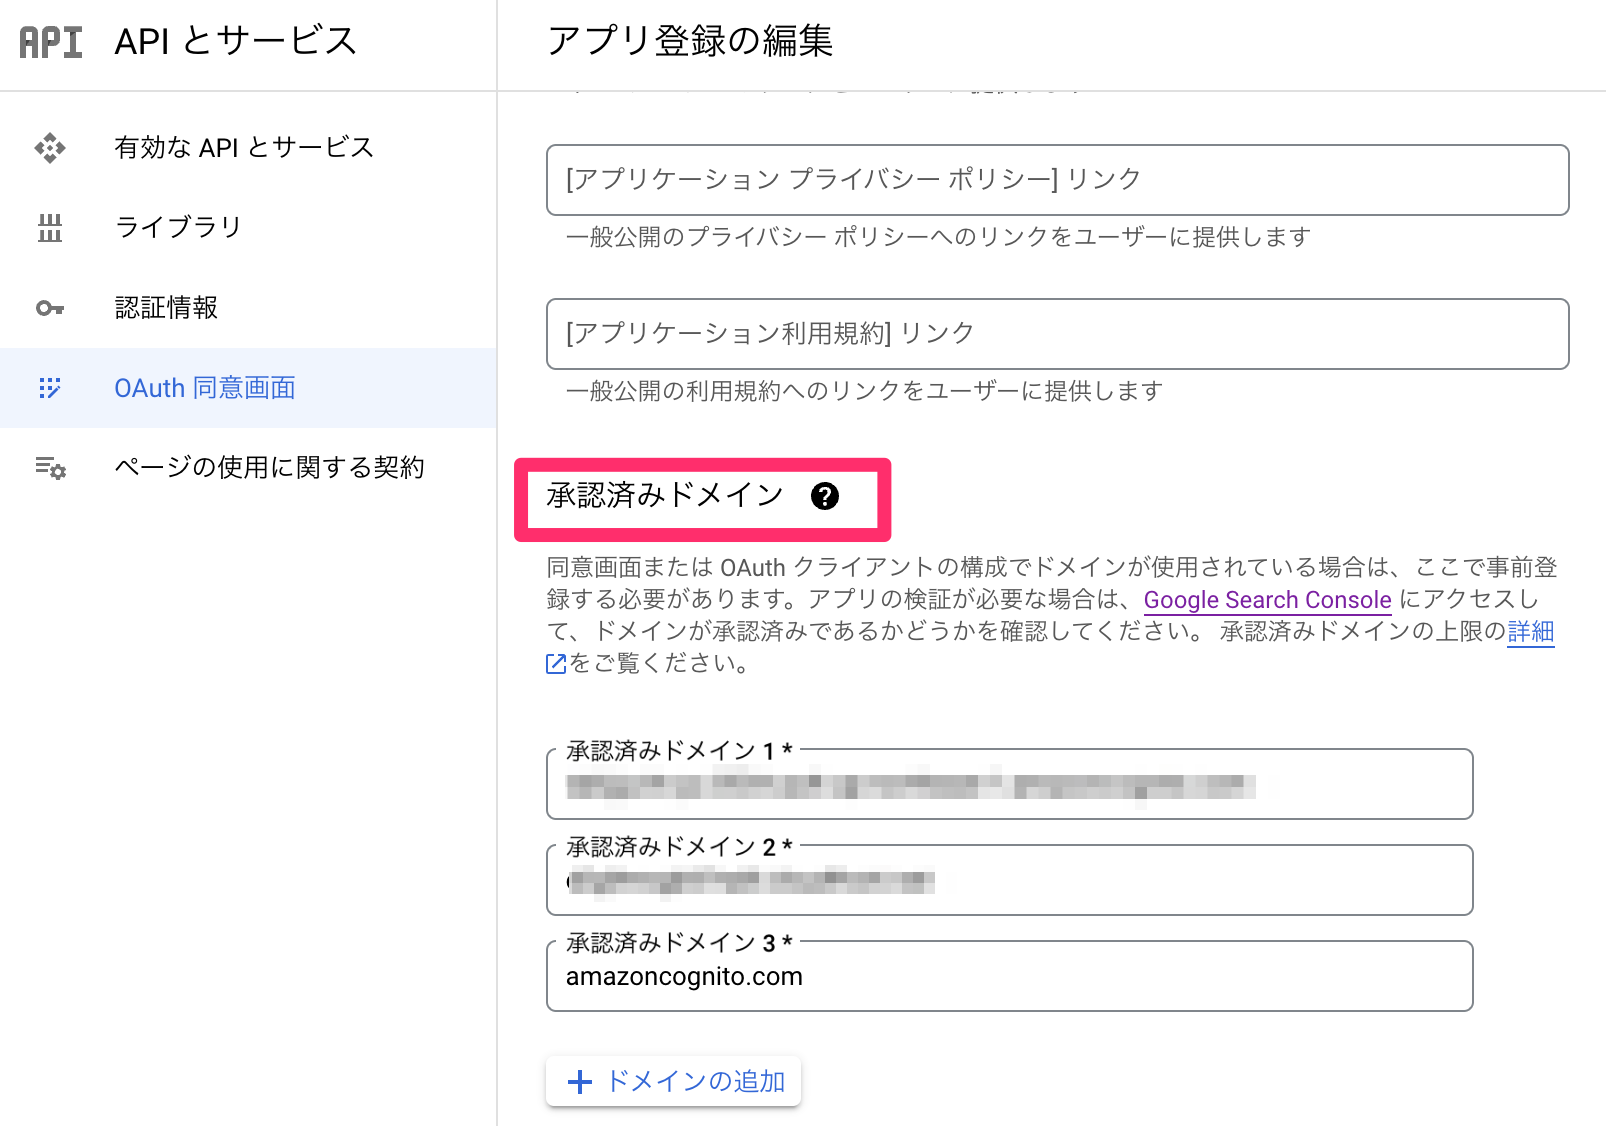 API API とサービス
アプリ登録の編集
有効な API とサービス
ライブラリ
認証情報
OAuth 同意画面
ページの使用に関する契約
[アプリケーション プライバシー ポリシー] リンク
一般公開のプライバシー ポリシーへのリンクをユーザーに提供します
[アプリケーション利用規約] リンク
一般公開の利用規約へのリンクをユーザーに提供します
承認済みドメイン ?
同意画面または OAuth クライアントの構成でドメインが使用されている場合は、ここで事前登
録する必要があります。アプリの検証が必要な場合は、Google Search Console にアクセスし
て、ドメインが承認済みであるかどうかを確認してください。 承認済みドメインの上限の詳細
をご覧ください。
承認済みドメイン 1 *
承認済みドメイン 2 *
承認済みドメイン 3 *
amazoncognito.com
+ ドメインの追加